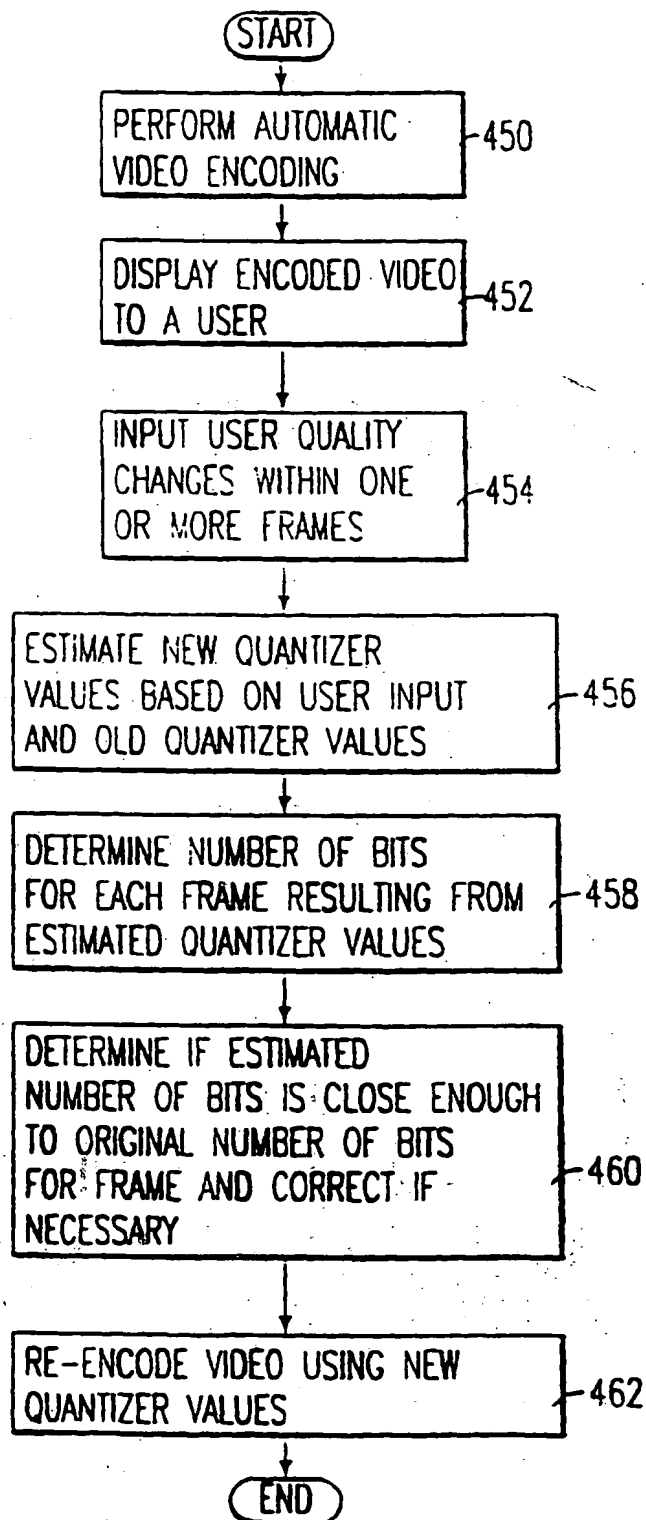 START
PERFORM AUTOMATIC
VIDEO ENCODING
450
DISPLAY ENCODED VIDEO
TO A USER
452
INPUT USER QUALITY
CHANGES WITHIN ONE
OR MORE FRAMES
454
ESTIMATE NEW QUANTIZER
VALUES BASED ON USER INPUT
AND OLD QUANTIZER VALUES
456
DETERMINE NUMBER OF BITS
FOR EACH FRAME RESULTING FROM
ESTIMATED QUANTIZER VALUES
458
DETERMINE IF ESTIMATED
NUMBER OF BITS IS CLOSE ENOUGH
TO ORIGINAL NUMBER OF BITS
FOR FRAME AND CORRECT IF
NECESSARY
460
RE-ENCODE VIDEO USING NEW
QUANTIZER VALUES
462
END